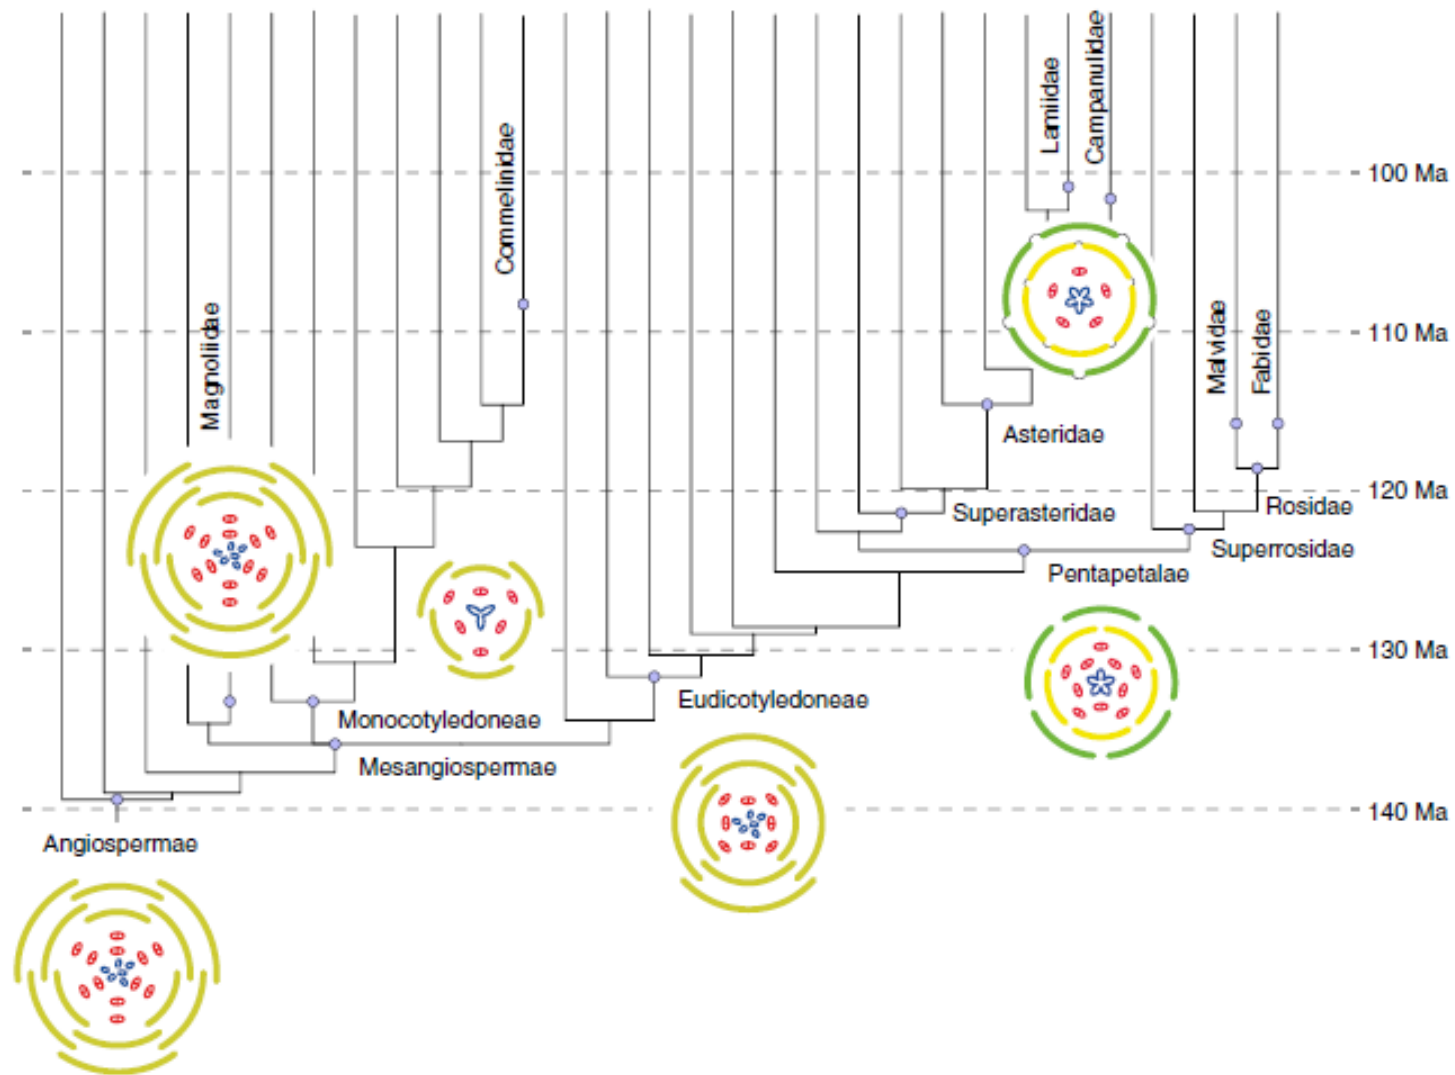 Lamiidae
Campanulidae
Commelinidae
100 Ma
Magnoliidae
110 Ma
Malvidae
Fabidae
Asteridae
120 Ma
Rosidae
Superasteridae
Superrosidae
Pentapetalae
130 Ma
Eudicotyledoneae
Monocotyledoneae
Mesangiospermae
140 Ma
Angiospermae